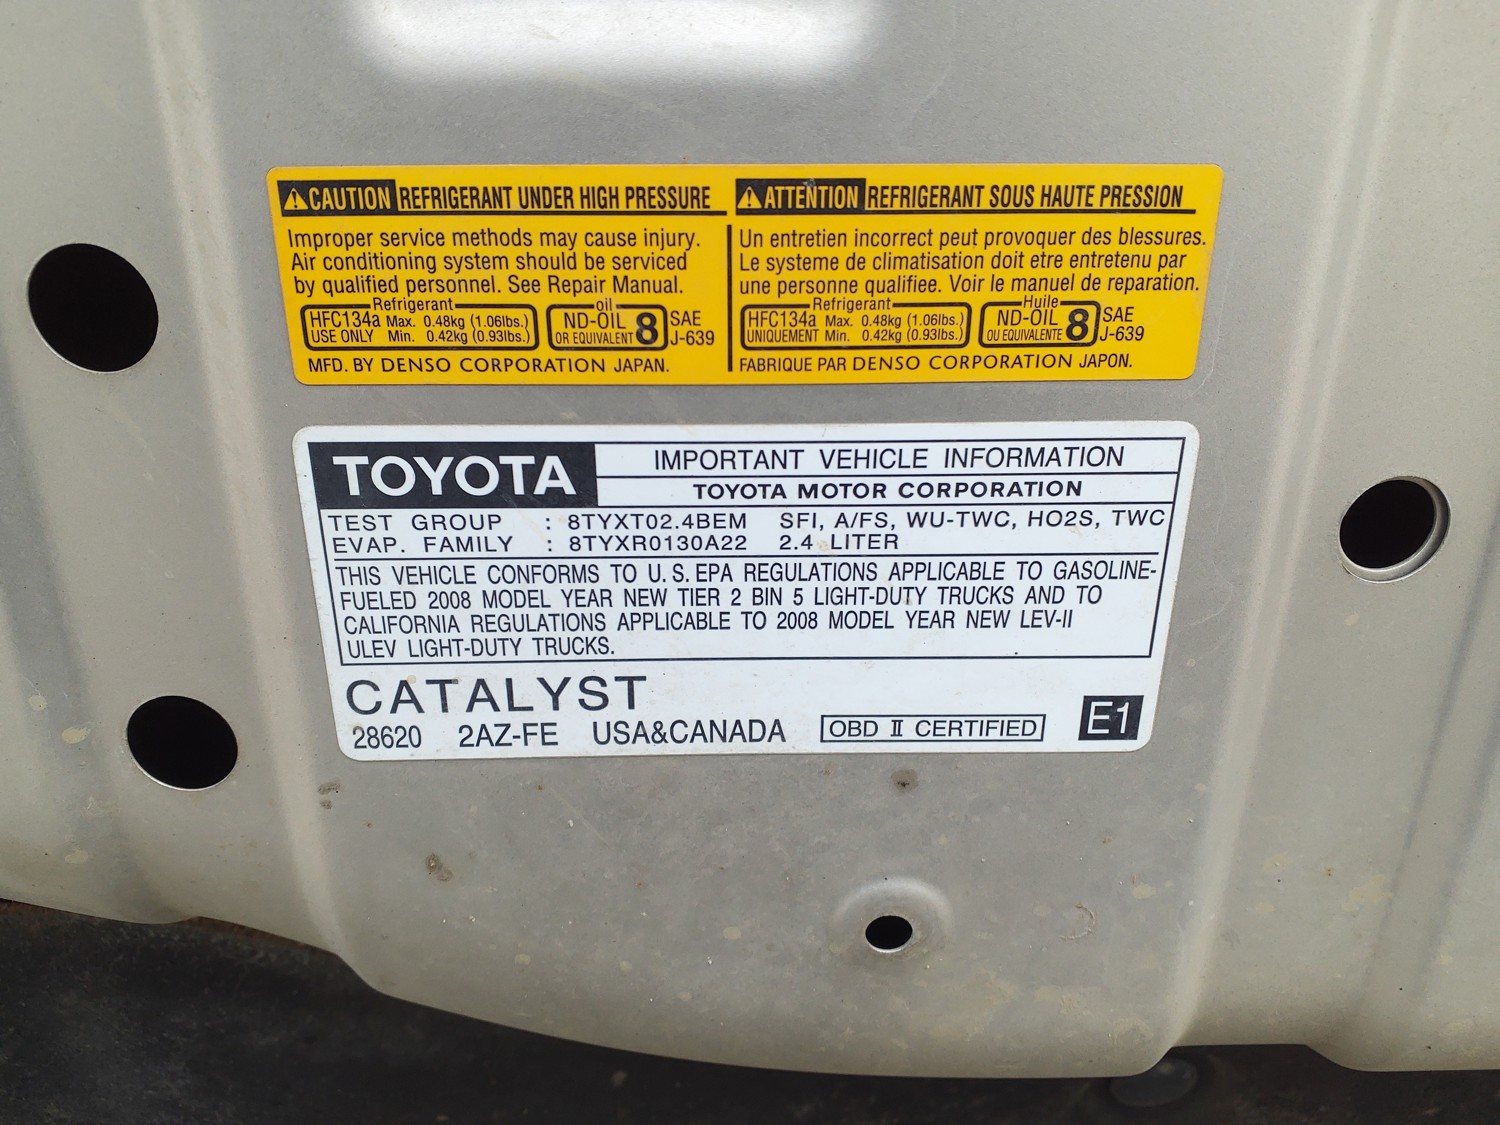 CAUTION REFRIGERANT UNDER HIGH PRESSURE
Improper service methods may cause injury.
Air conditioning system should be serviced
by qualified personnel. See Repair Manual.
Refrigerant
HFC134a Max. 0.48kg (1.06lbs.)
USE ONLY Min. 0.42kg (0.93lbs.)
oil
ND-OIL 8
OR EQUIVALENT
SAE
J-639
MFD. BY DENSO CORPORATION JAPAN.
ATTENTION REFRIGERANT SOUS HAUTE PRESSION
Un entretien incorrect peut provoquer des blessures.
Le systeme de climatisation doit etre entretenu par
une personne qualifiee. Voir le manuel de reparation.
Refrigerant
HFC134a Max. 0.48kg (1.06lbs.)
UNIQUEMENT Min. 0.42kg (0.93lbs.)
Huile
ND-OIL 8
OU EQUIVALENTE
SAE
J-639
FABRIQUE PAR DENSO CORPORATION JAPON.
TOYOTA
IMPORTANT VEHICLE INFORMATION
TOYOTA MOTOR CORPORATION
TEST GROUP : 8TYXT02.4BEM SFI, A/FS, WU-TWC, HO2S, TWC
EVAP. FAMILY : 8TYXR0130A22 2.4 LITER
THIS VEHICLE CONFORMS TO U.S. EPA REGULATIONS APPLICABLE TO GASOLINE-
FUELED 2008 MODEL YEAR NEW TIER 2 BIN 5 LIGHT-DUTY TRUCKS AND TO
CALIFORNIA REGULATIONS APPLICABLE TO 2008 MODEL YEAR NEW LEV-II
ULEV LIGHT-DUTY TRUCKS.
CATALYST
28620 2AZ-FE USA&CANADA OBD II CERTIFIED E1